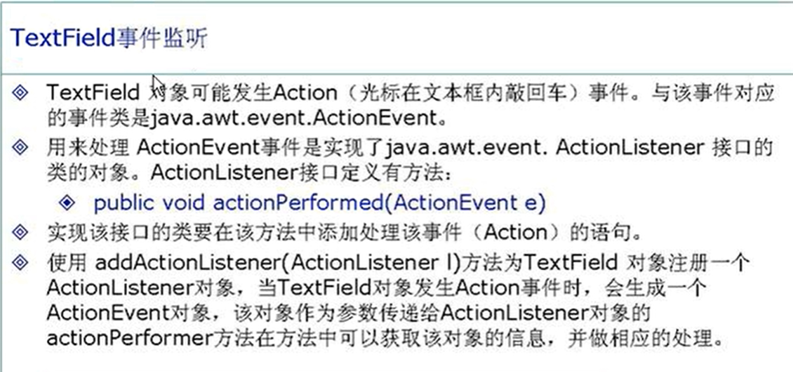 TextField事件监听
TextField 对象可能发生Action（光标在文本框内敲回车）事件。与该事件对应
的事件类是java.awt.event.ActionEvent。
用来处理 ActionEvent事件是实现了java.awt.event. ActionListener 接口的
类的对象。ActionListener接口定义有方法：
public void actionPerformed(ActionEvent e)
实现该接口的类要在该方法中添加处理该事件（Action）的语句。
使用 addActionListener(ActionListener l)方法为TextField 对象注册一个
ActionListener对象，当TextField对象发生Action事件时，会生成一个
ActionEvent对象，该对象作为参数传递给ActionListener对象的
actionPerformer方法在方法中可以获取该对象的信息，并做相应的处理。